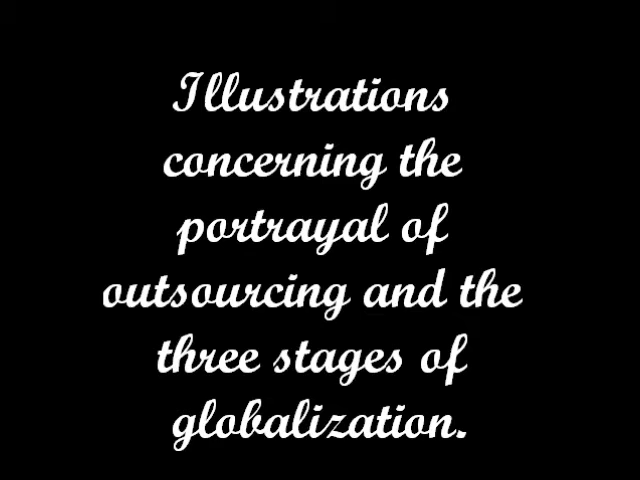 Illustrations
concerning the
portrayal of
outsourcing and the
three stages of
globalization.